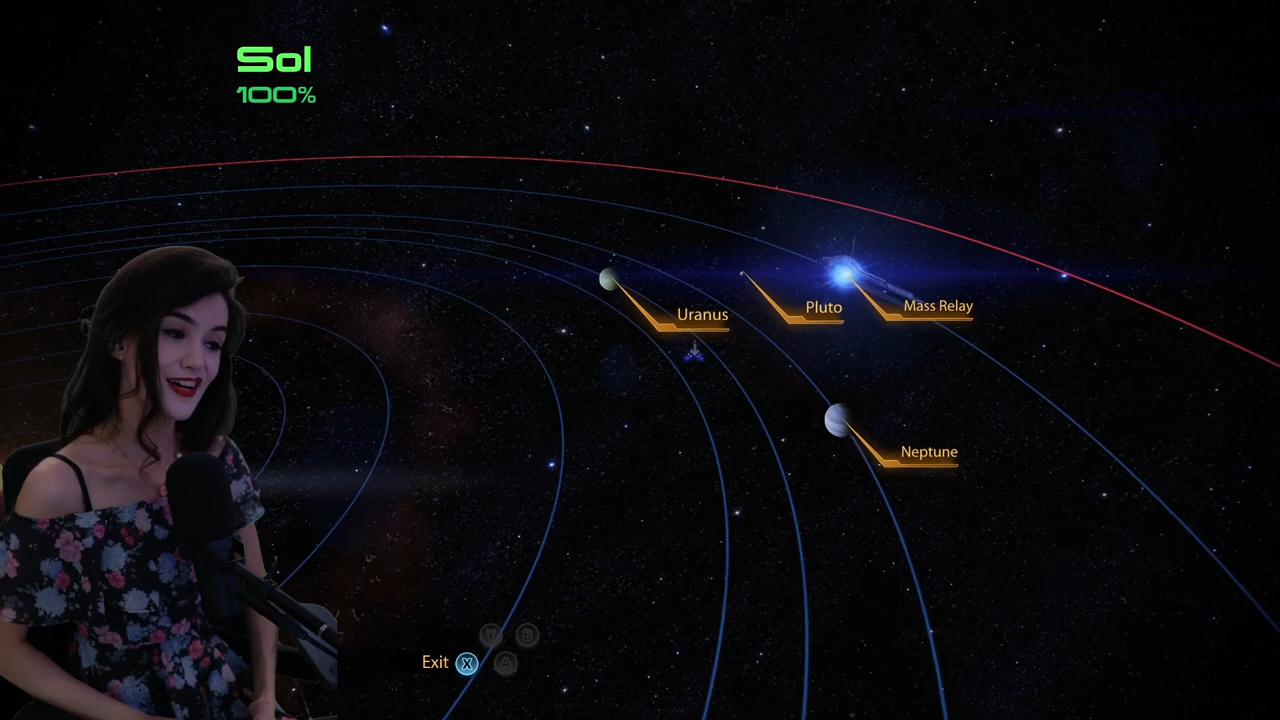 Sol
100%
Uranus
Pluto
Mass Relay
Neptune
Y B
Exit X A